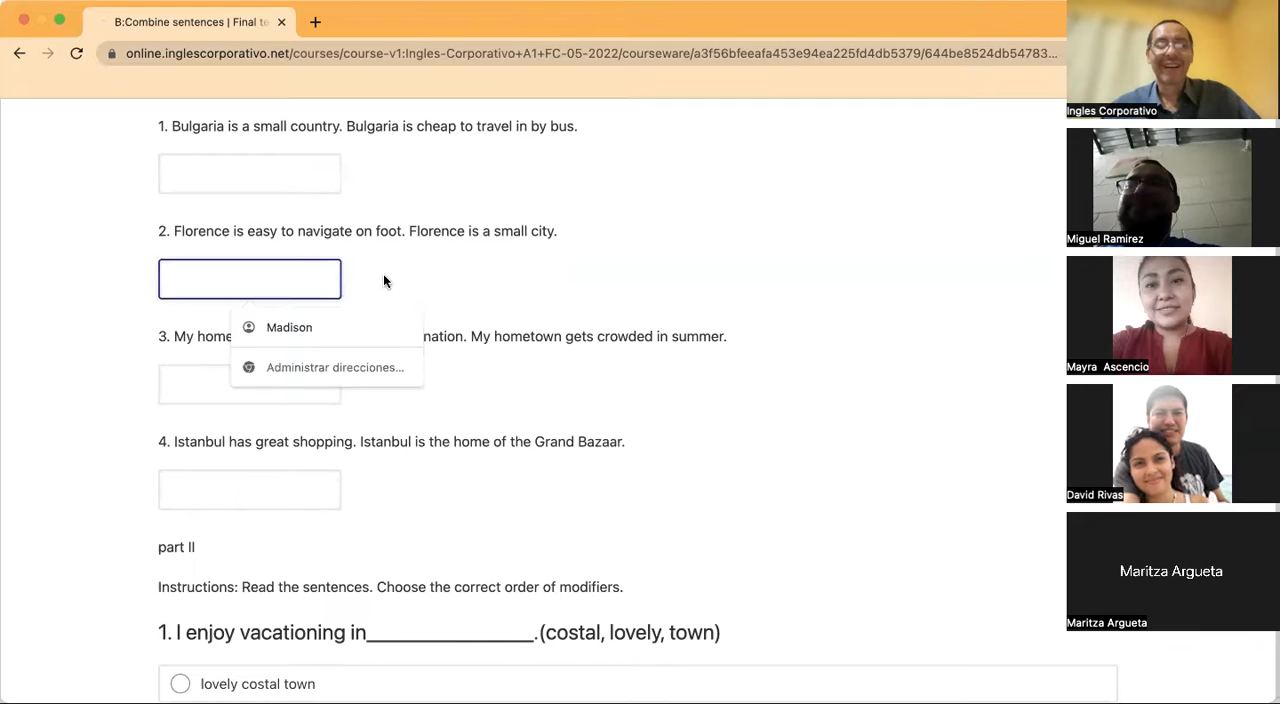 B:Combine sentences | Final te
online.inglescorporativo.net/courses/course-v1:Ingles-Corporativo+A1+FC-05-2022/courseware/a3f56bfeeafa453e94ea225fd4db5379/644be8524db54783...
1. Bulgaria is a small country. Bulgaria is cheap to travel in by bus.
2. Florence is easy to navigate on foot. Florence is a small city.
Madison
3. My home nation. My hometown gets crowded in summer.
Administrar direcciones...
4. Istanbul has great shopping. Istanbul is the home of the Grand Bazaar.
part II
Instructions: Read the sentences. Choose the correct order of modifiers.
1. I enjoy vacationing in_________________.(costal, lovely, town)
lovely costal town
Ingles Corporativo
Miguel Ramirez
Mayra Ascencio
David Rivas
Maritza Argueta
Maritza Argueta